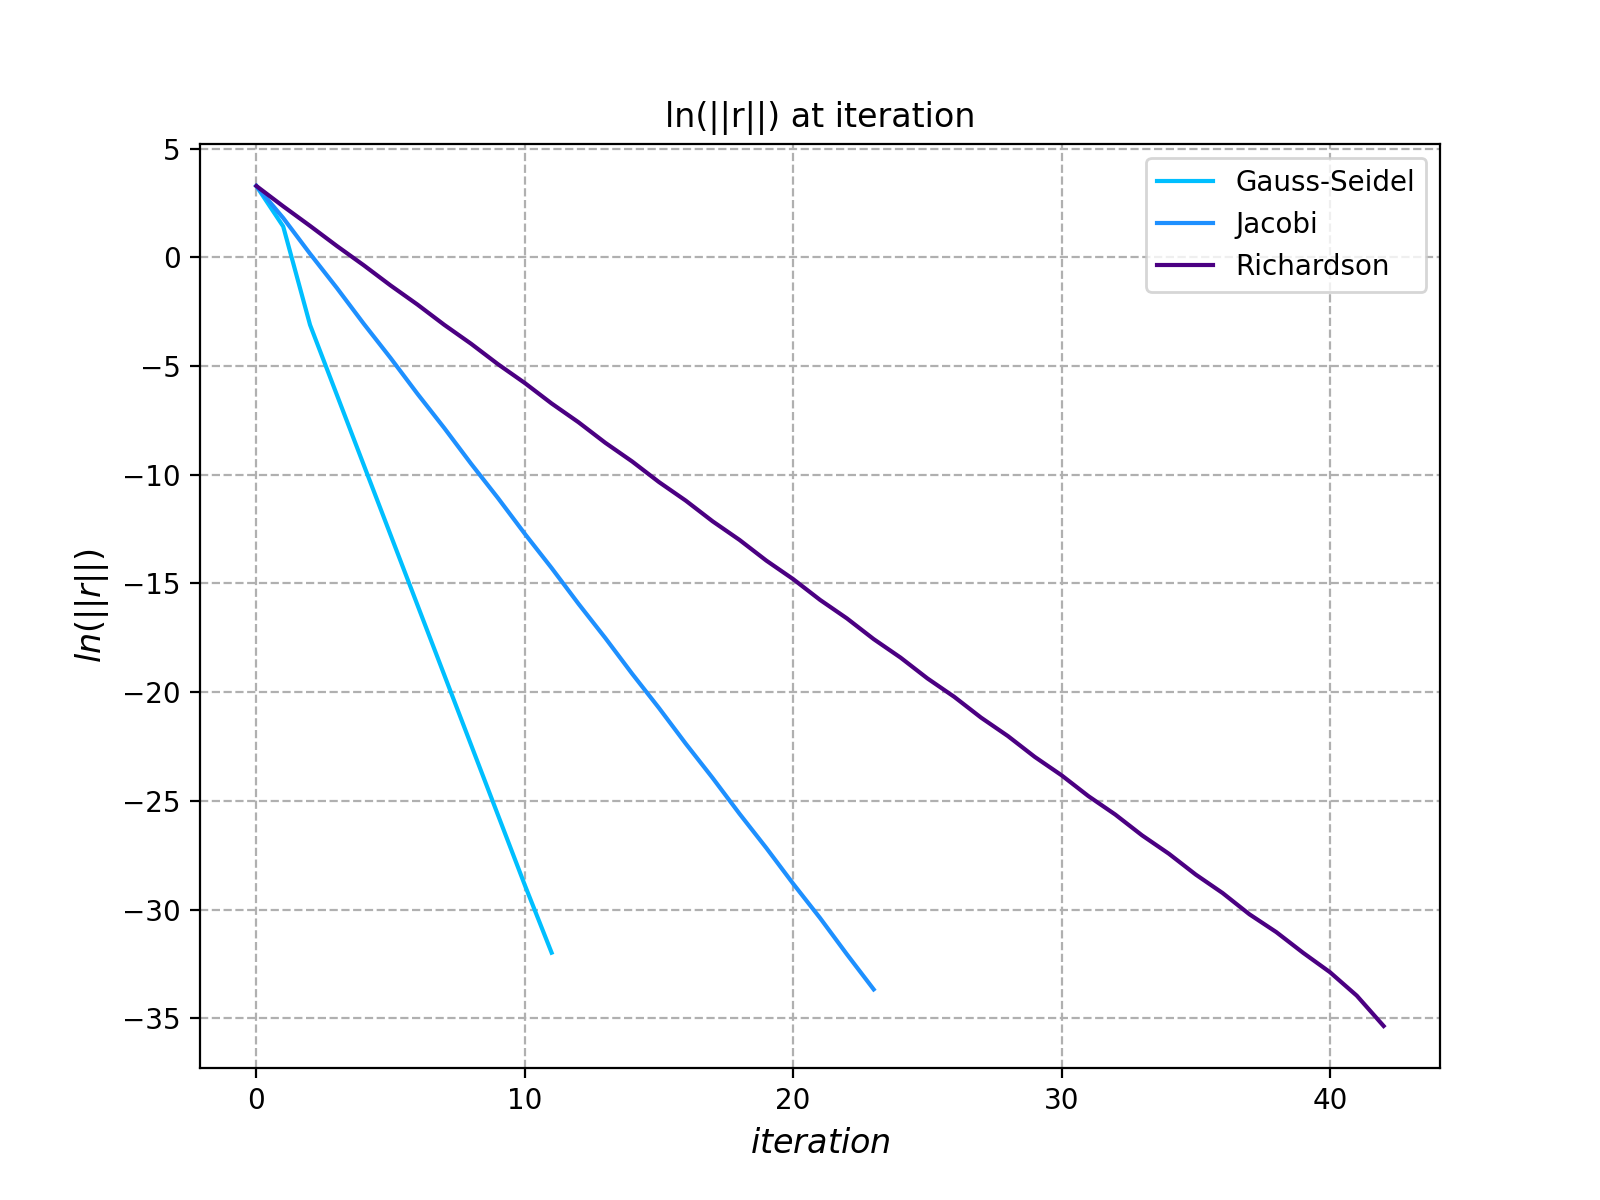 ln(||r||) at iteration
5
0
−5
−10
−15
−20
−25
−30
−35
ln(||r||)
Gauss-Seidel
Jacobi
Richardson
0 10 20 30 40
iteration